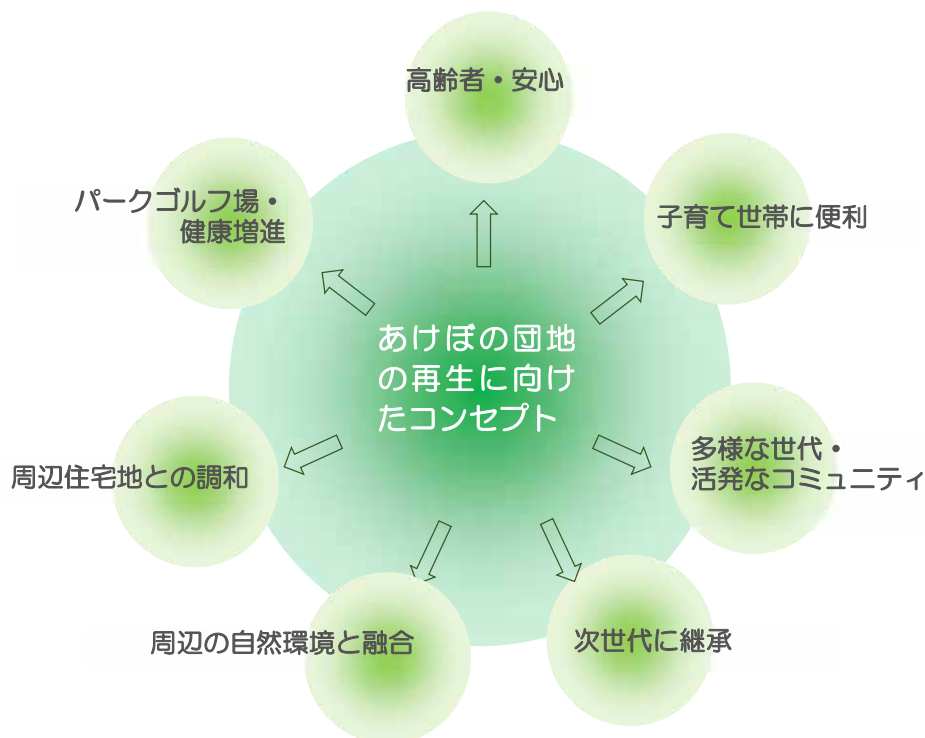 高齢者・安心
パークゴルフ場・
健康増進
子育て世帯に便利
あけぼの団地
の再生に向け
たコンセプト
多様な世代・
活発なコミュニティ
周辺住宅地との調和
周辺の自然環境と融合
次世代に継承